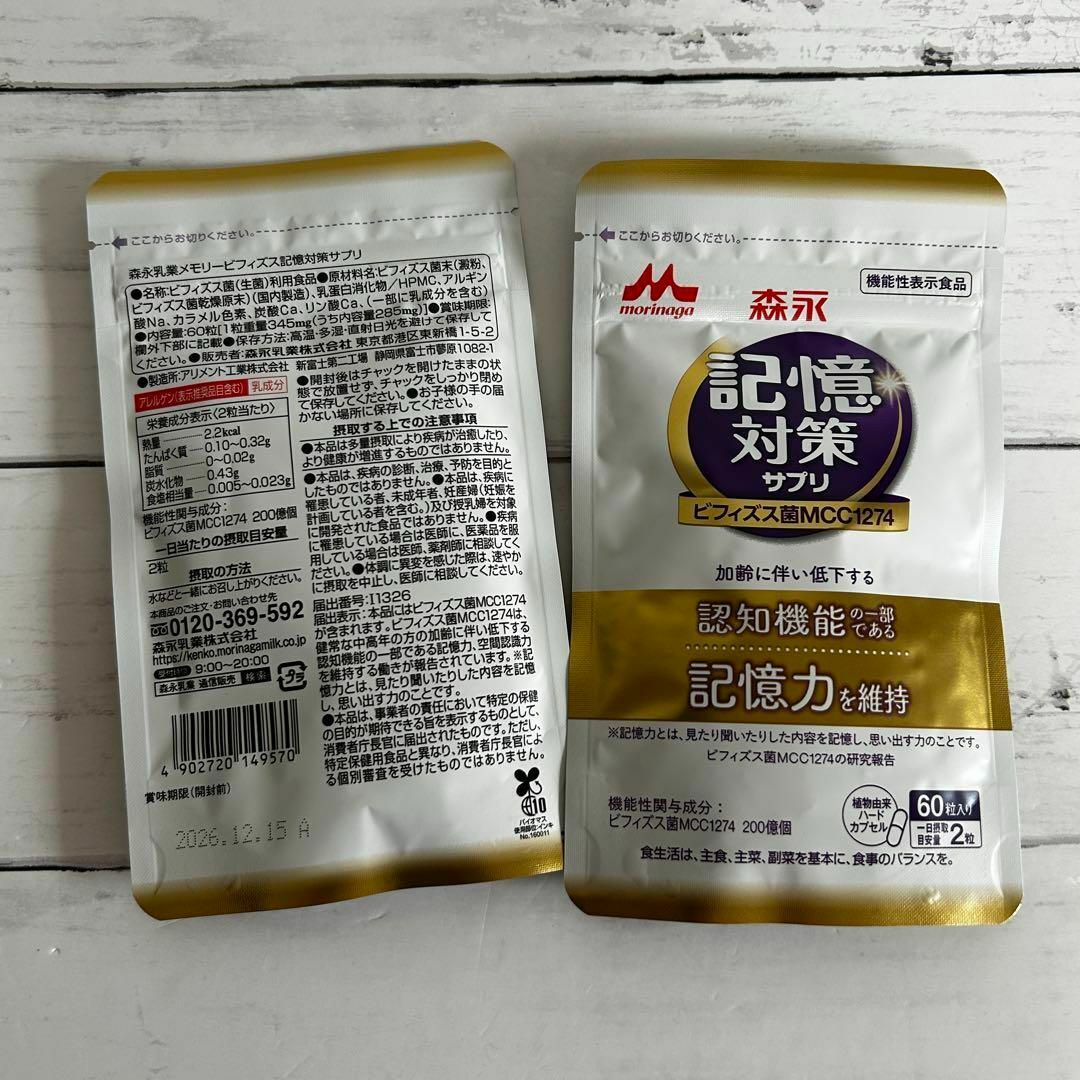 ここからお切りください。
森永乳業メモリービフィズス記憶対策サプリ
●名称:ビフィズス菌(生菌)利用食品●原材料名:ビフィズス菌末(澱粉、
ビフィズス菌乾燥原末)(国内製造)、乳蛋白消化物/HPMC、アルギン
酸Na、カラメル色素、炭酸Ca、リン酸Ca、(一部に乳成分を含む)
●内容量:60粒[1粒重量345mg(うち内容量285mg)]●賞味期限:
欄外下部に記載●保存方法:高温・多湿・直射日光を避けて保存して
ください。●販売者:森永乳業株式会社 東京都港区東新橋1-5-2
●製造所:アリメント工業株式会社 新富士第二工場 静岡県富士市蓼原1082-1
アレルゲン(表示推奨品目含む) 乳成分
栄養成分表示〈2粒当たり〉
熱量 2.2kcal
たんぱく質 0.10〜0.32g
脂質 0〜0.02g
炭水化物 0.43g
食塩相当量 0.005〜0.023g
機能性関与成分:
ビフィズス菌MCC1274 200億個
一日当たりの摂取目安量
2粒
摂取の方法
水などと一緒にお召し上がりください。
本商品のご注文・お問い合わせ先
0120-369-592
森永乳業株式会社
https://kenko.morinagamilk.co.jp
受付時間 9:00〜20:00
森永乳業 通信販売 検索
●開封後はチャックを開けたままの状
態で放置せず、チャックをしっかり閉め
て保存してください。●お子様の手の届
かない場所に保存してください。
摂取する上での注意事項
●本品は多量摂取により疾病が治癒したり、
より健康が増進するものではありません。
●本品は、疾病の診断、治療、予防を目的と
したものではありません。●本品は、疾病に
罹患している者、未成年者、妊産婦(妊娠を
計画している者を含む。)及び授乳婦を対象
に開発された食品ではありません。●疾病
に罹患している場合は医師に、医薬品を服
用している場合は医師、薬剤師に相談してく
ださい。●体調に異変を感じた際は、速やか
に摂取を中止し、医師に相談してください。
届出番号:I1326
届出表示:本品にはビフィズス菌MCC1274
が含まれます。ビフィズス菌MCC1274は、
健常な中高年の方の加齢に伴い低下する
認知機能の一部である記憶力、空間認識力
を維持する働きが報告されています。※記憶
力とは、見たり聞いたりした内容を記憶
し、思い出す力のことです。
●本品は、事業者の責任において特定の保健
の目的が期待できる旨を表示するものとして、
消費者庁長官に届出されたものです。ただし、
特定保健用食品と異なり、消費者庁長官によ
る個別審査を受けたものではありません。
プラ
4 902720 149570
賞味期限(開封前)
2026.12.15 A
10
バイオマス
使用部位:インキ
No.160011
ここからお切りください。
morinaga
森永
機能性表示食品
記憶
対策
サプリ
ビフィズス菌MCC1274
加齢に伴い低下する
認知機能の一部である
記憶力を維持
※記憶力とは、見たり聞いたりした内容を記憶し、思い出す力のことです。
ビフィズス菌MCC1274の研究報告
機能性関与成分:
ビフィズス菌MCC1274 200億個
植物由来
ハード
カプセル
60粒入り
一日摂取目安量 2粒
食生活は、主食、主菜、副菜を基本に、食事のバランスを。